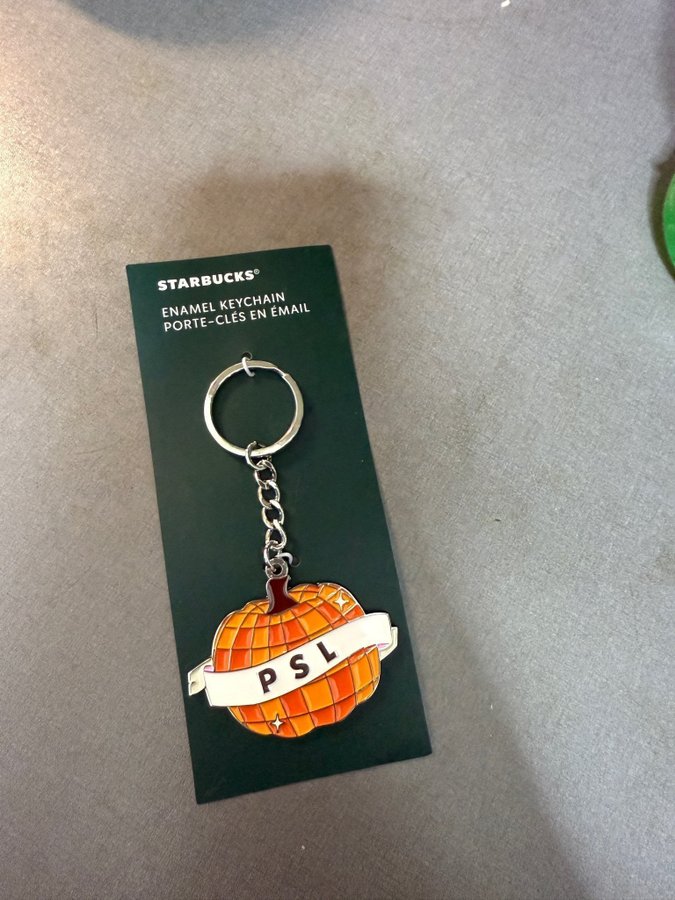 STARBUCKS®
ENAMEL KEYCHAIN
PORTE-CLÉS EN ÉMAIL
PSL